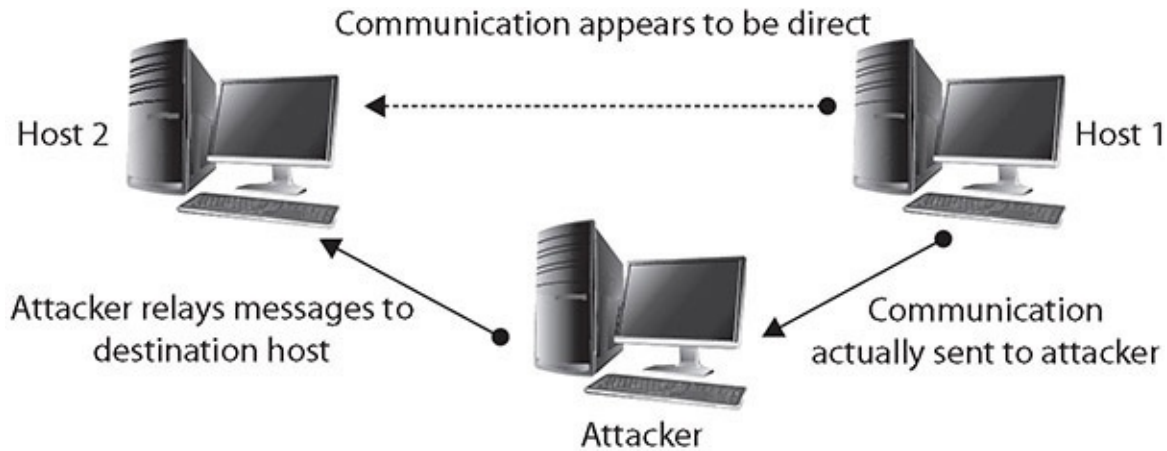 Communication appears to be direct
Host 2
Host 1
Attacker relays messages to
destination host
Communication
actually sent to attacker
Attacker